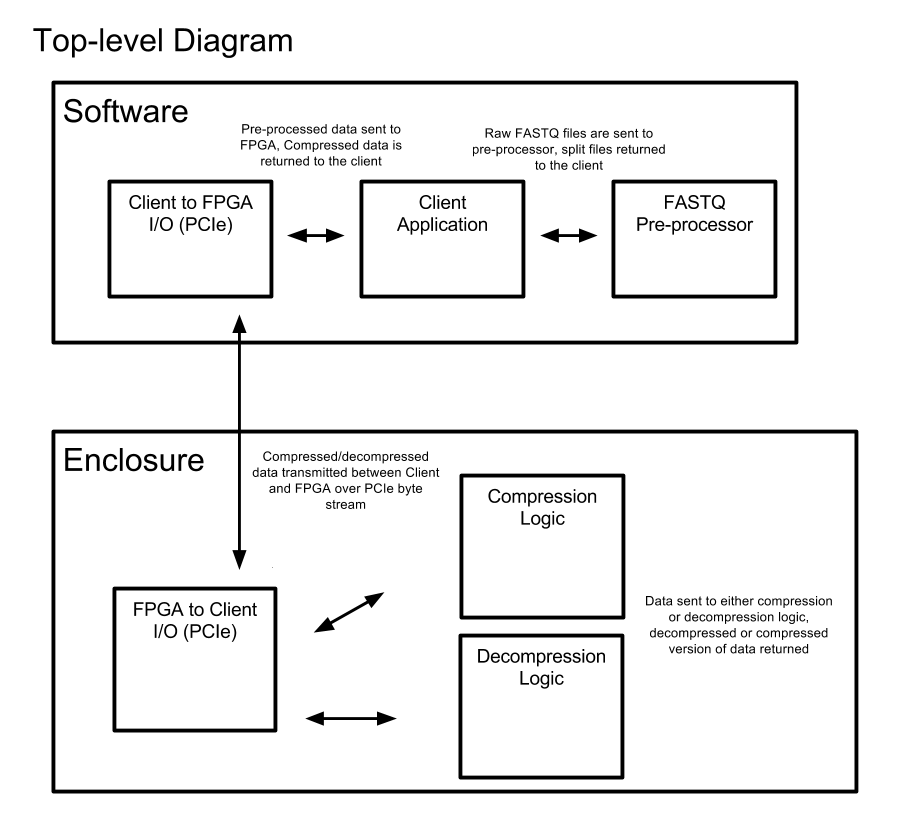 Top-level Diagram
Software
Pre-processed data sent to
FPGA, Compressed data is
returned to the client
Raw FASTQ files are sent to
pre-processor, split files returned
to the client
Client to FPGA
I/O (PCIe)
Client
Application
FASTQ
Pre-processor
Enclosure
Compressed/decompressed
data transmitted between Client
and FPGA over PCIe byte
stream
Compression
Logic
FPGA to Client
I/O (PCIe)
Data sent to either compression
or decompression logic,
decompressed or compressed
version of data returned
Decompression
Logic